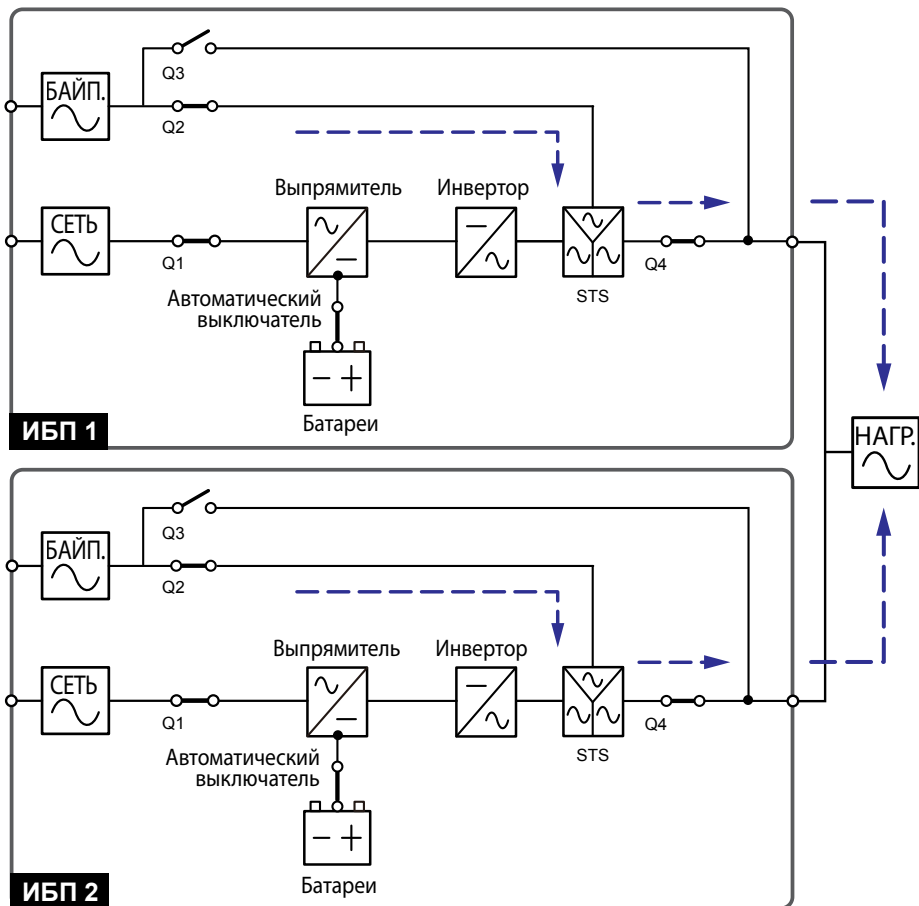 Q3
БАЙП.
Q2
Выпрямитель
Инвертор
СЕТЬ
Q1
STS
Q4
Автоматический
выключатель
Батареи
ИБП 1
НАГР.
Q3
БАЙП.
Q2
Выпрямитель
Инвертор
СЕТЬ
Q1
STS
Q4
Автоматический
выключатель
Батареи
ИБП 2